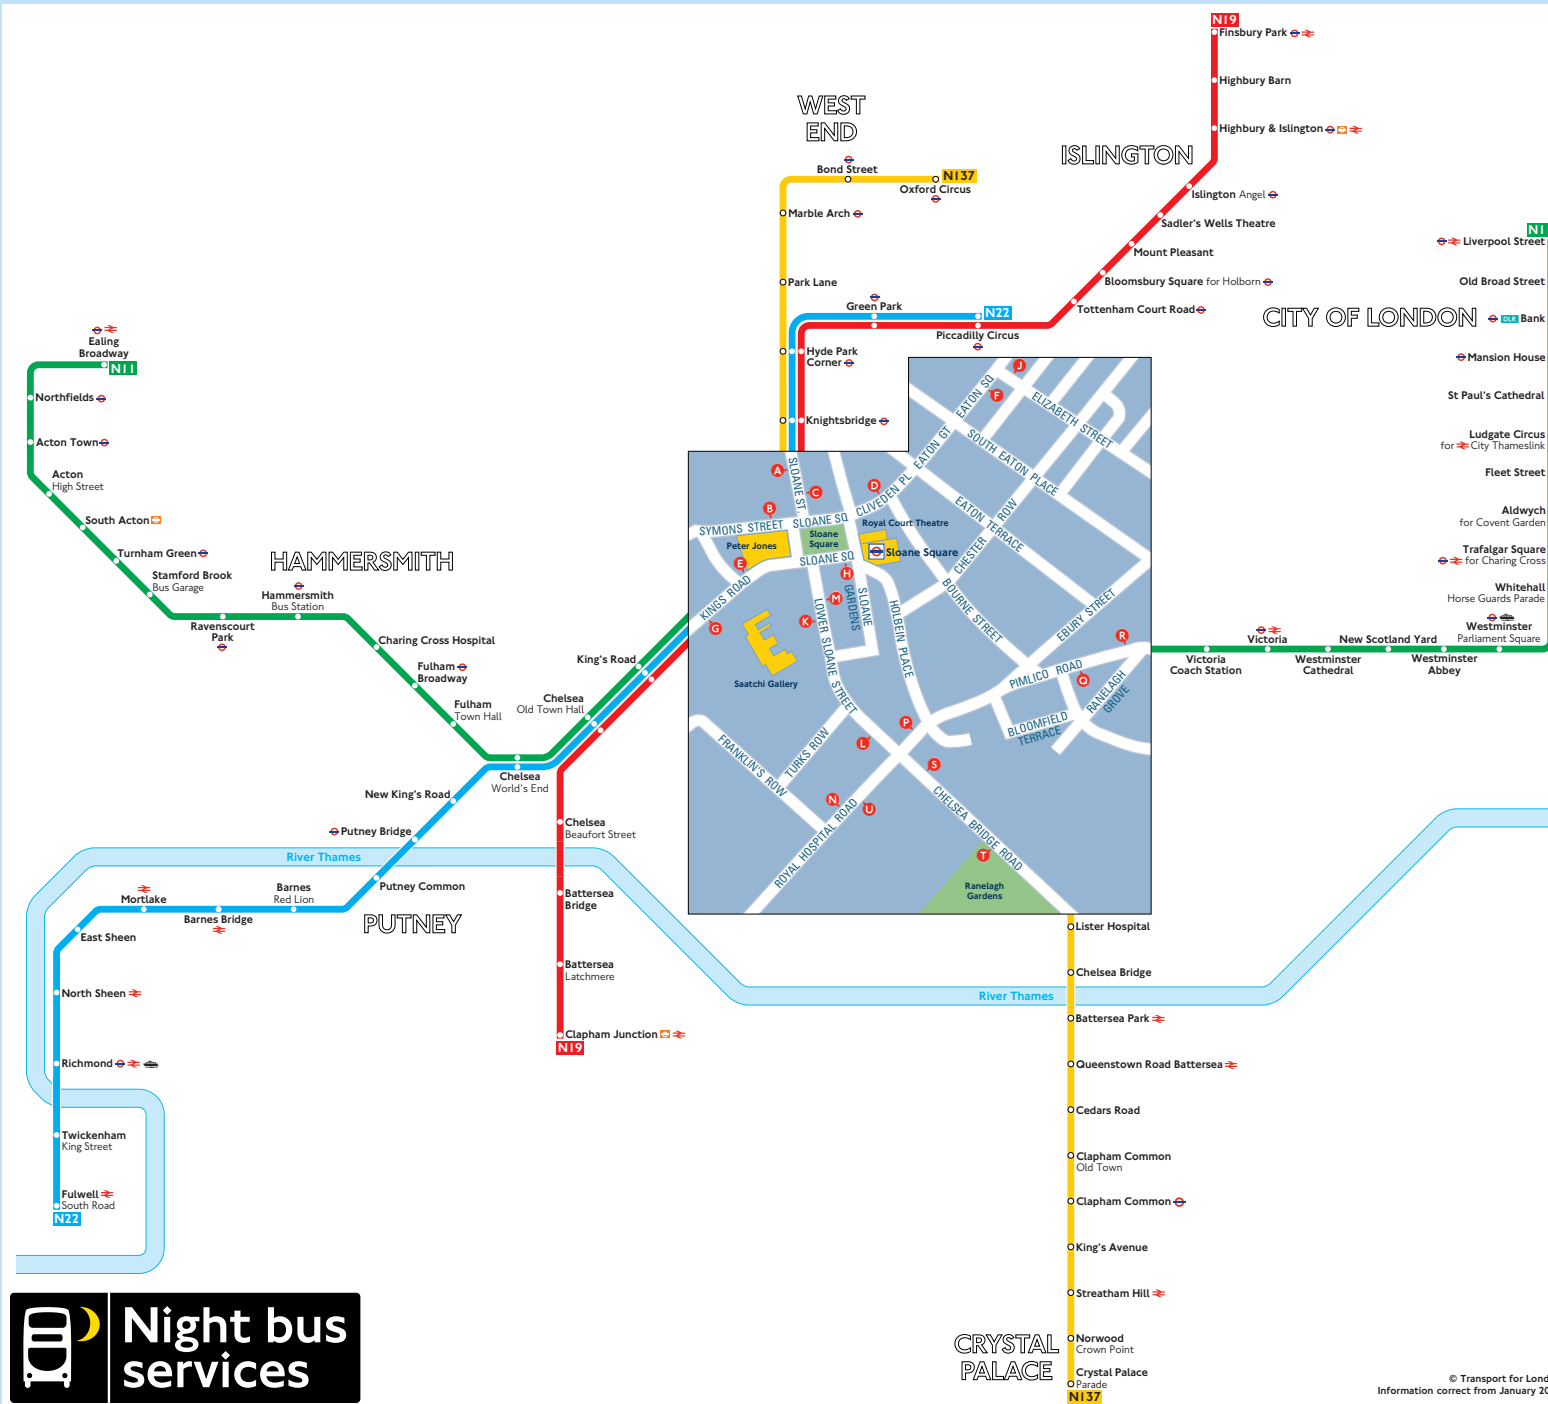 N19
Finsbury Park
Highbury Barn
Highbury & Islington
ISLINGTON
Islington Angel
Sadler's Wells Theatre
Mount Pleasant
Bloomsbury Square for Holborn
Tottenham Court Road
WEST
END
Bond Street
N137
Oxford Circus
Marble Arch
Park Lane
Green Park
N22
Piccadilly Circus
Hyde Park
Corner
Knightsbridge
N1
Liverpool Street
Old Broad Street
CITY OF LONDON
DLR Bank
Mansion House
St Paul's Cathedral
Ludgate Circus
for City Thameslink
Fleet Street
Aldwych
for Covent Garden
Trafalgar Square
for Charing Cross
Whitehall
Horse Guards Parade
Westminster
Parliament Square
New Scotland Yard
Westminster
Abbey
Westminster
Cathedral
Victoria
Victoria
Coach Station
Ealing
Broadway
N11
Northfields
Acton Town
Acton
High Street
South Acton
Turnham Green
Stamford Brook
Bus Garage
HAMMERSMITH
Hammersmith
Bus Station
Ravenscourt
Park
Charing Cross Hospital
Fulham
Broadway
Fulham
Town Hall
King's Road
Chelsea
Old Town Hall
Chelsea
World's End
New King's Road
Putney Bridge
River Thames
Putney Common
PUTNEY
Barnes
Red Lion
Barnes Bridge
Mortlake
East Sheen
North Sheen
Richmond
Twickenham
King Street
Fulwell
South Road
N22
Chelsea
Beaufort Street
Battersea
Bridge
Battersea
Latchmere
Clapham Junction
N19
J
F
EATON SQ
ELIZABETH STREET
EATON GT
SOUTH EATON PLACE
A
SLOANE ST.
C
D
CLIVEDEN PL
B
SYMONS STREET
SLOANE SQ
Royal Court Theatre
EATON TERRACE
CHESTER ROW
Peter Jones
Sloane
Square
Sloane Square
SLOANE SQ
E
H
KINGS ROAD
M
K
G
LOWER SLOANE STREET
SLOANE
GARDENS
HOLBEIN PLACE
BOURNE STREET
EBURY STREET
R
Saatchi Gallery
PIMLICO ROAD
Q
RANELAGH
GROVE
BLOOMFIELD
TERRACE
P
L
S
FRANKLIN'S ROW
TURKS ROW
N
U
ROYAL HOSPITAL ROAD
CHELSEA BRIDGE ROAD
T
Ranelagh
Gardens
Lister Hospital
Chelsea Bridge
River Thames
Battersea Park
Queenstown Road Battersea
Cedars Road
Clapham Common
Old Town
Clapham Common
King's Avenue
Streatham Hill
Norwood
Crown Point
CRYSTAL
PALACE
Crystal Palace
Parade
N137
Night bus
services
© Transport for Lond
Information correct from January 20